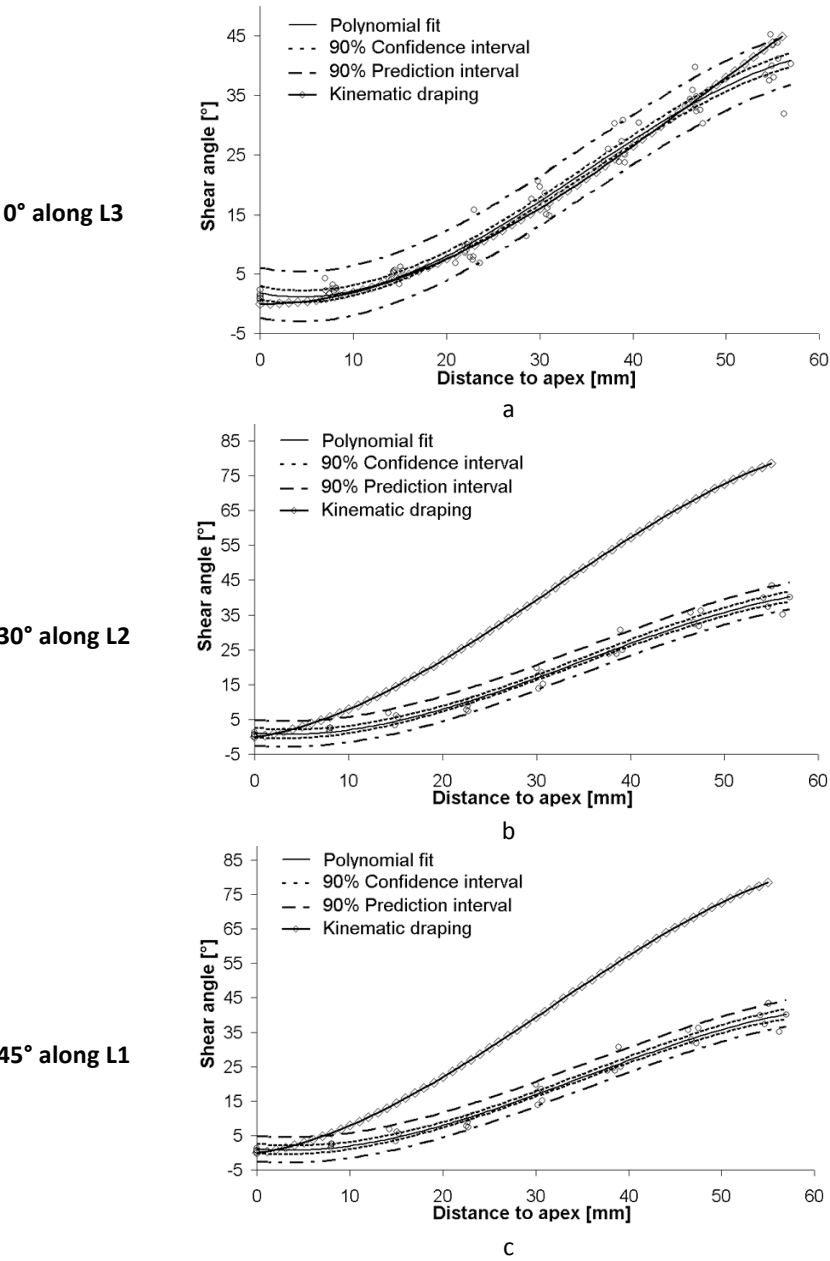 Polynomial fit
90% Confidence interval
90% Prediction interval
Kinematic draping
Shear angle [°]
45
35
25
15
5
-5
0 10 20 30 40 50 60
Distance to apex [mm]
0° along L3
a
Polynomial fit
90% Confidence interval
90% Prediction interval
Kinematic draping
Shear angle [°]
85
75
65
55
45
35
25
15
5
-5
0 10 20 30 40 50 60
Distance to apex [mm]
30° along L2
b
Polynomial fit
90% Confidence interval
90% Prediction interval
Kinematic draping
Shear angle [°]
85
75
65
55
45
35
25
15
5
-5
0 10 20 30 40 50 60
Distance to apex [mm]
45° along L1
c